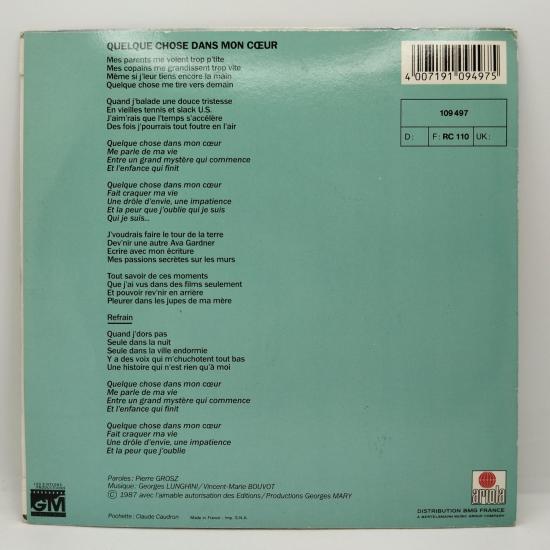 QUELQUE CHOSE DANS MON CŒUR
Mes parents me voient trop p'tite
Mes copains me grandissent trop vite
Même si j'leur tiens encore la main
Quelque chose me tire vers demain
Quand j'balade une douce tristesse
En vieilles tennis et slack U.S.
J'aim'rais que l'temps s'accélère
Des fois j'pourrais tout foutre en l'air
Quelque chose dans mon cœur
Me parle de ma vie
Entre un grand mystère qui commence
Et l'enfance qui finit
Quelque chose dans mon cœur
Fait craquer ma vie
Une drôle d'envie, une impatience
Et la peur que j'oublie qui je suis
Qui je suis...
J'voudrais faire le tour de la terre
Dev'nir une autre Ava Gardner
Ecrire avec mon écriture
Mes passions secrètes sur les murs
Tout savoir de ces moments
Que j'ai vus dans des films seulement
Et pouvoir rev'nir en arrière
Pleurer dans les jupes de ma mère
Refrain
Quand j'dors pas
Seule dans la nuit
Seule dans la ville endormie
Y a des voix qui m'chuchotent tout bas
Une histoire qui n'est rien qu'à moi
Quelque chose dans mon cœur
Me parle de ma vie
Entre un grand mystère qui commence
Et l'enfance qui finit
Quelque chose dans mon cœur
Fait craquer ma vie
Une drôle d'envie, une impatience
Et la peur que j'oublie
Paroles: Pierre GROSZ
Musique: Georges LUNGHINI/Vincent-Marie BOUVOT
Ⓒ 1987 avec l'aimable autorisation des Editions/Productions Georges MARY
Pochette: Claude Caudron Made in France - Imp. G.N.A.
4 007191 094975
109 497
D: F: RC 110 UK:
LES EDITIONS
PRODUCTIONS
GM
ariola
DISTRIBUTION BMG FRANCE
A BERTELSMANN MUSIC GROUP COMPANY